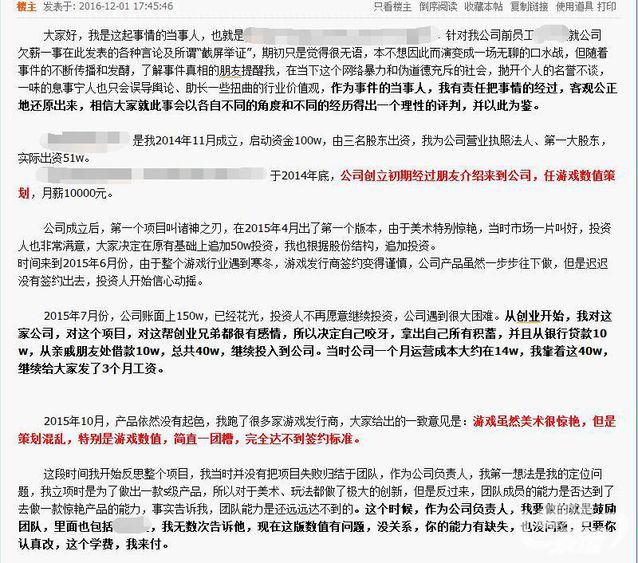 楼主 发表于: 2016-12-01 17:45:46 只看楼主 倒序阅读 收藏本帖 复制链接 使用道具 打印
大家好，我是这起事情的当事人，也就是 针对我公司前员工 就公司
欠薪一事在此发表的各种言论及所谓“截屏举证”，期初只是觉得很无语，本不想因此而演变成一场无聊的口水战，但随着
事件的不断传播和发酵，了解事件真相的朋友提醒我，在当下这个网络暴力和伪道德充斥的社会，抛开个人的名誉不谈，
一味的息事宁人也只会误导舆论、助长一些扭曲的行业价值观，作为事件的当事人，我有责任把事情的经过，客观公正
地还原出来，相信大家就此事会以各自不同的角度和不同的经历得出一个理性的评判，并以此为鉴。
是我2014年11月成立，启动资金100w，由三名股东出资，我为公司营业执照法人、第一大股东，
实际出资51w。
于2014年底，公司创立初期经过朋友介绍来到公司，任游戏数值策
划，月薪10000元。
公司成立后，第一个项目叫诸神之刃，在2015年4月出了第一个版本，由于美术特别惊艳，当时市场一片叫好，投资
人也非常满意，大家决定在原有基础上追加50w投资，我也根据股份结构，追加投资。
时间来到2015年6月份，由于整个游戏行业遇到寒冬，游戏发行商签约变得谨慎，公司产品虽然一步步往下做，但是迟迟
没有签约出去，投资人开始信心动摇。
2015年7月份，公司账面上150w，已经花光，投资人不再愿意继续投资，公司遇到很大困难。从创业开始，我对这
家公司，对这个项目，对这帮创业兄弟都很有感情，所以决定自己咬牙，拿出自己所有积蓄，并且从银行贷款10
w，从亲戚朋友处借款10w，总共40w，继续投入到公司。当时公司一个月运营成本大约在14w，我靠着这40w，
继续给大家发了3个月工资。
2015年10月，产品依然没有起色，我跑了很多家游戏发行商，大家给出的一致意见是：游戏虽然美术很惊艳，但是
策划混乱，特别是游戏数值，简直一团糟，完全达不到签约标准。
这段时间我开始反思整个项目，我当时并没有把项目失败归结于团队，作为公司负责人，我第一想法是我的定位问
题，我立项时是为了做出一款S级产品，所以对于美术、玩法都做了极大的创新，但是反过来，团队成员的能力是否达到了
去做一款惊艳产品的能力，事实告诉我，团队能力是还远远达不到的。这个时候，作为公司负责人，我要做的就是鼓励
团队，里面也包括 ，我无数次告诉他，现在这版数值有问题，没关系，你的能力有缺失，也没问题，只要你
认真改，这个学费，我来付。